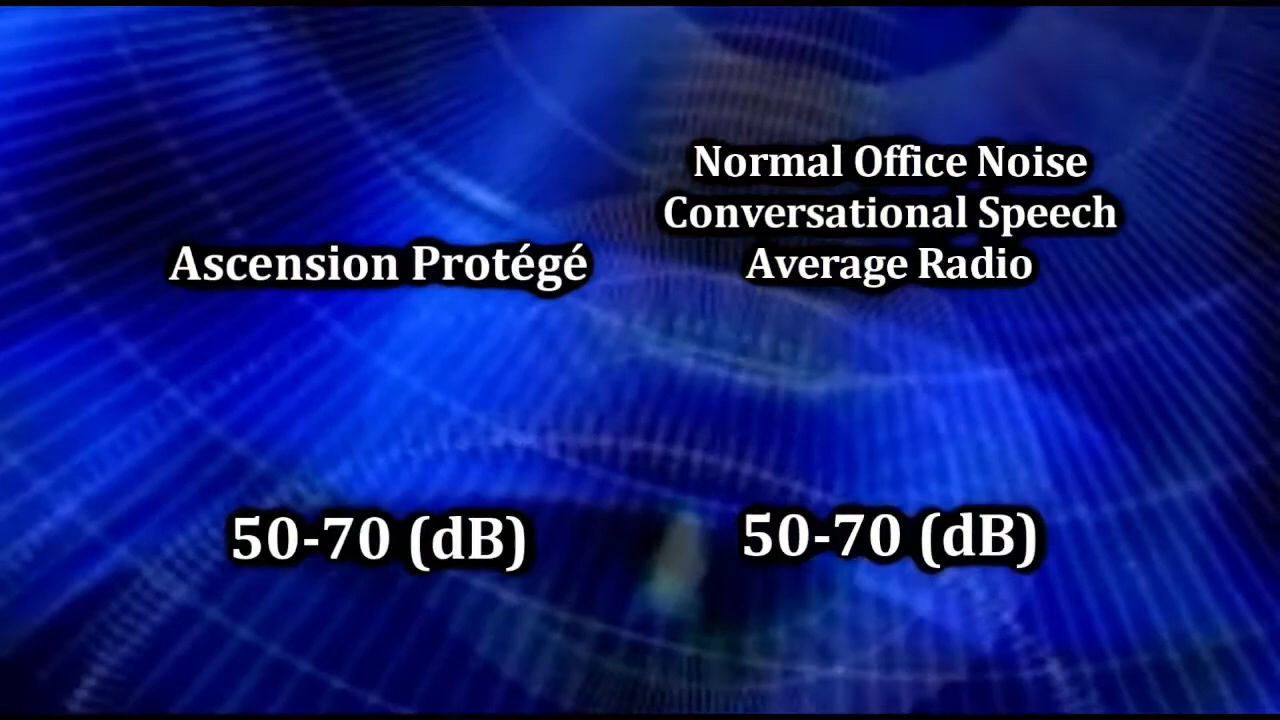 Ascension Protégé
50-70 (dB)
Normal Office Noise
Conversational Speech
Average Radio
50-70 (dB)